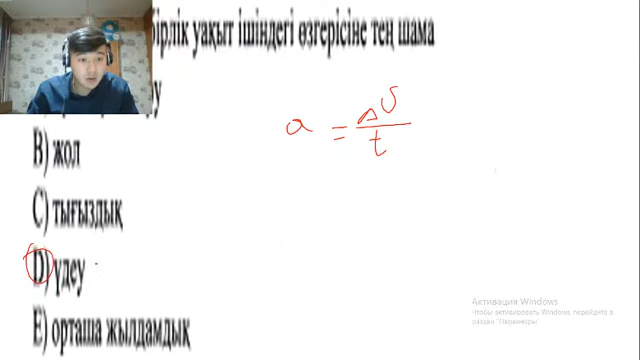 бірлік уақыт ішіндегі өзгерісіне тең шама
a = Δυ/t
B) жол
C) тығыздық
D) үдеу
E) орташа жылдамдық
Активация Windows
Чтобы активировать Windows, перейдите в
раздел "Параметры